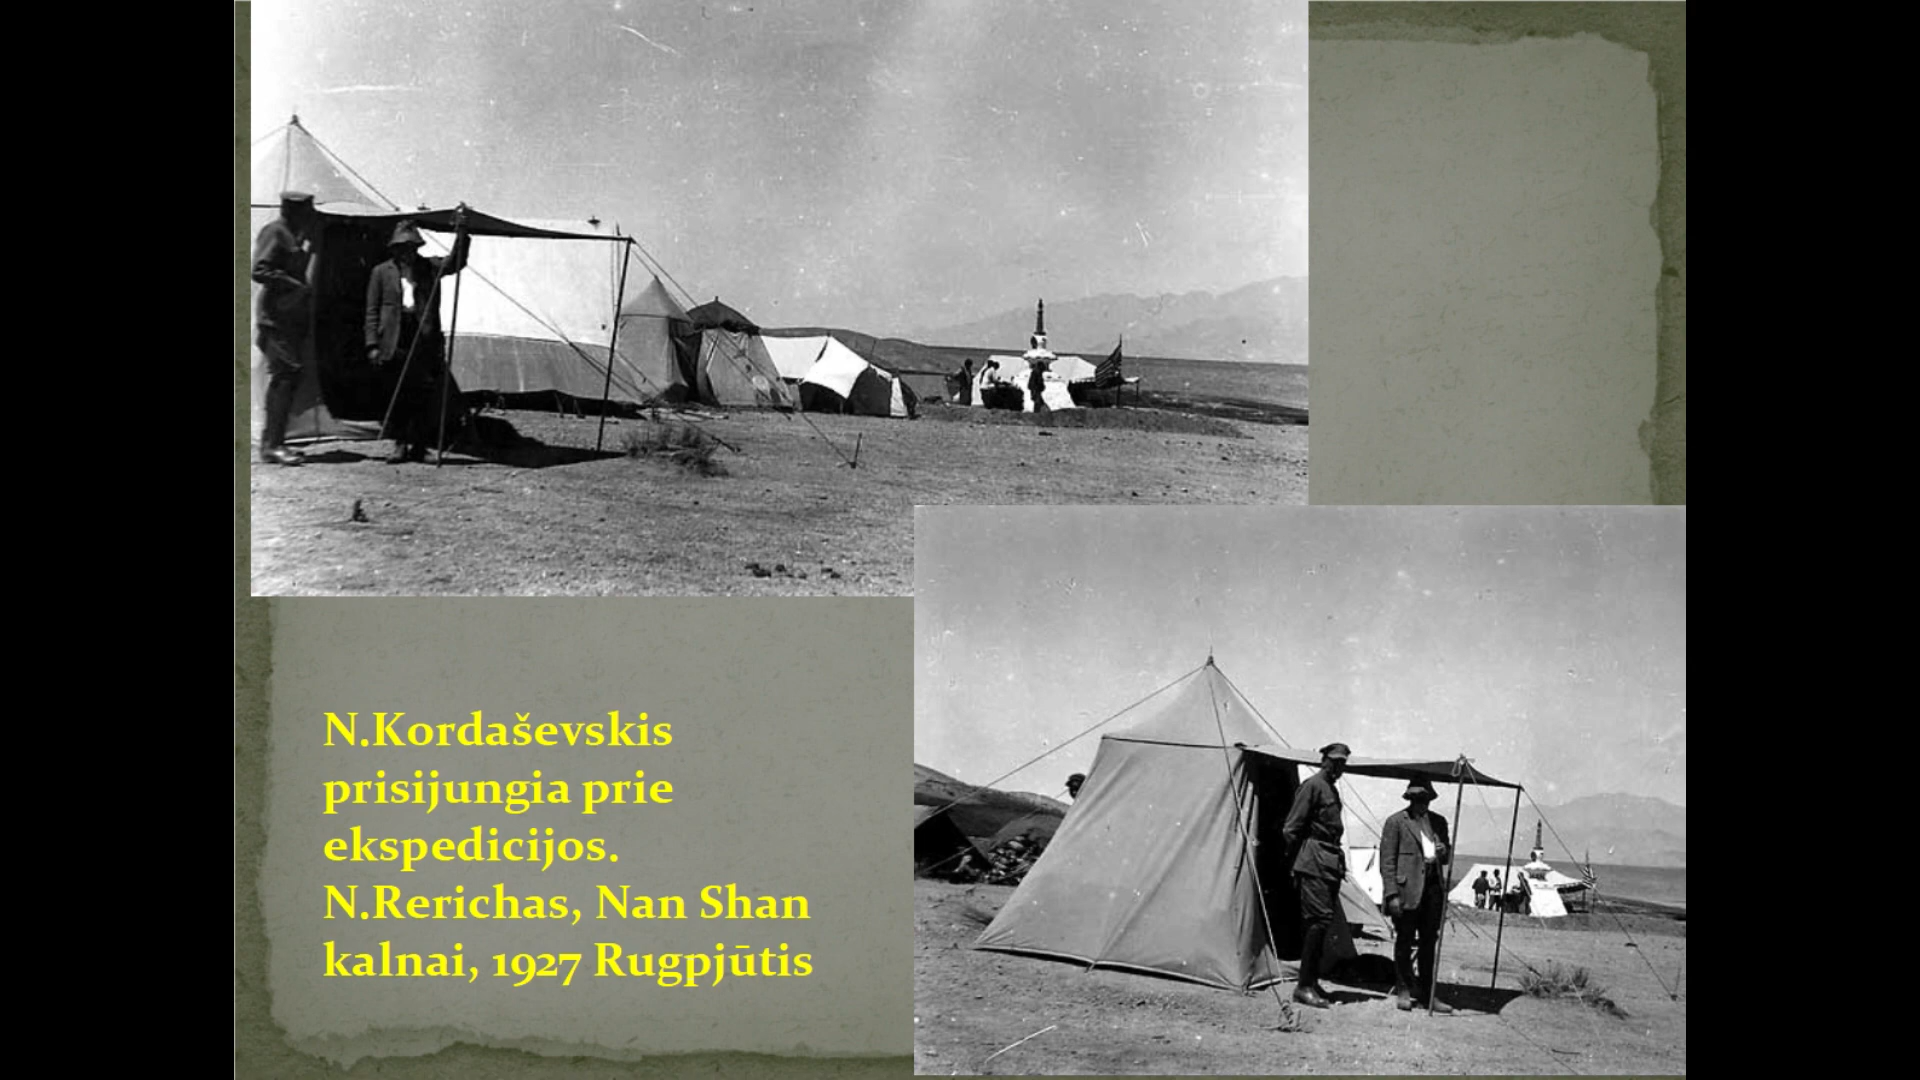 N.Kordaševskis
prisijungia prie
ekspedicijos.
N.Rerichas, Nan Shan
kalnai, 1927 Rugpjūtis